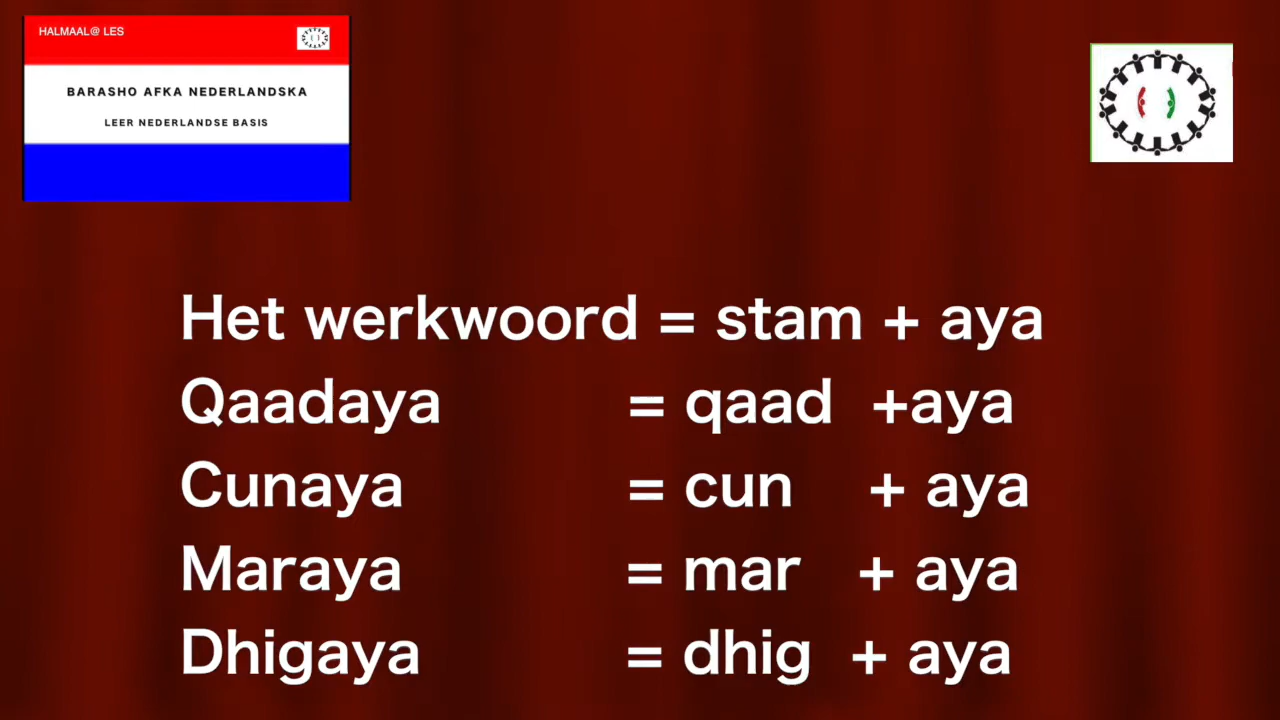 HALMAAL@ LES
BARASHO AFKA NEDERLANDSKA
LEER NEDERLANDSE BASIS
Het werkwoord = stam + aya
Qaadaya = qaad +aya
Cunaya = cun + aya
Maraya = mar + aya
Dhigaya = dhig + aya